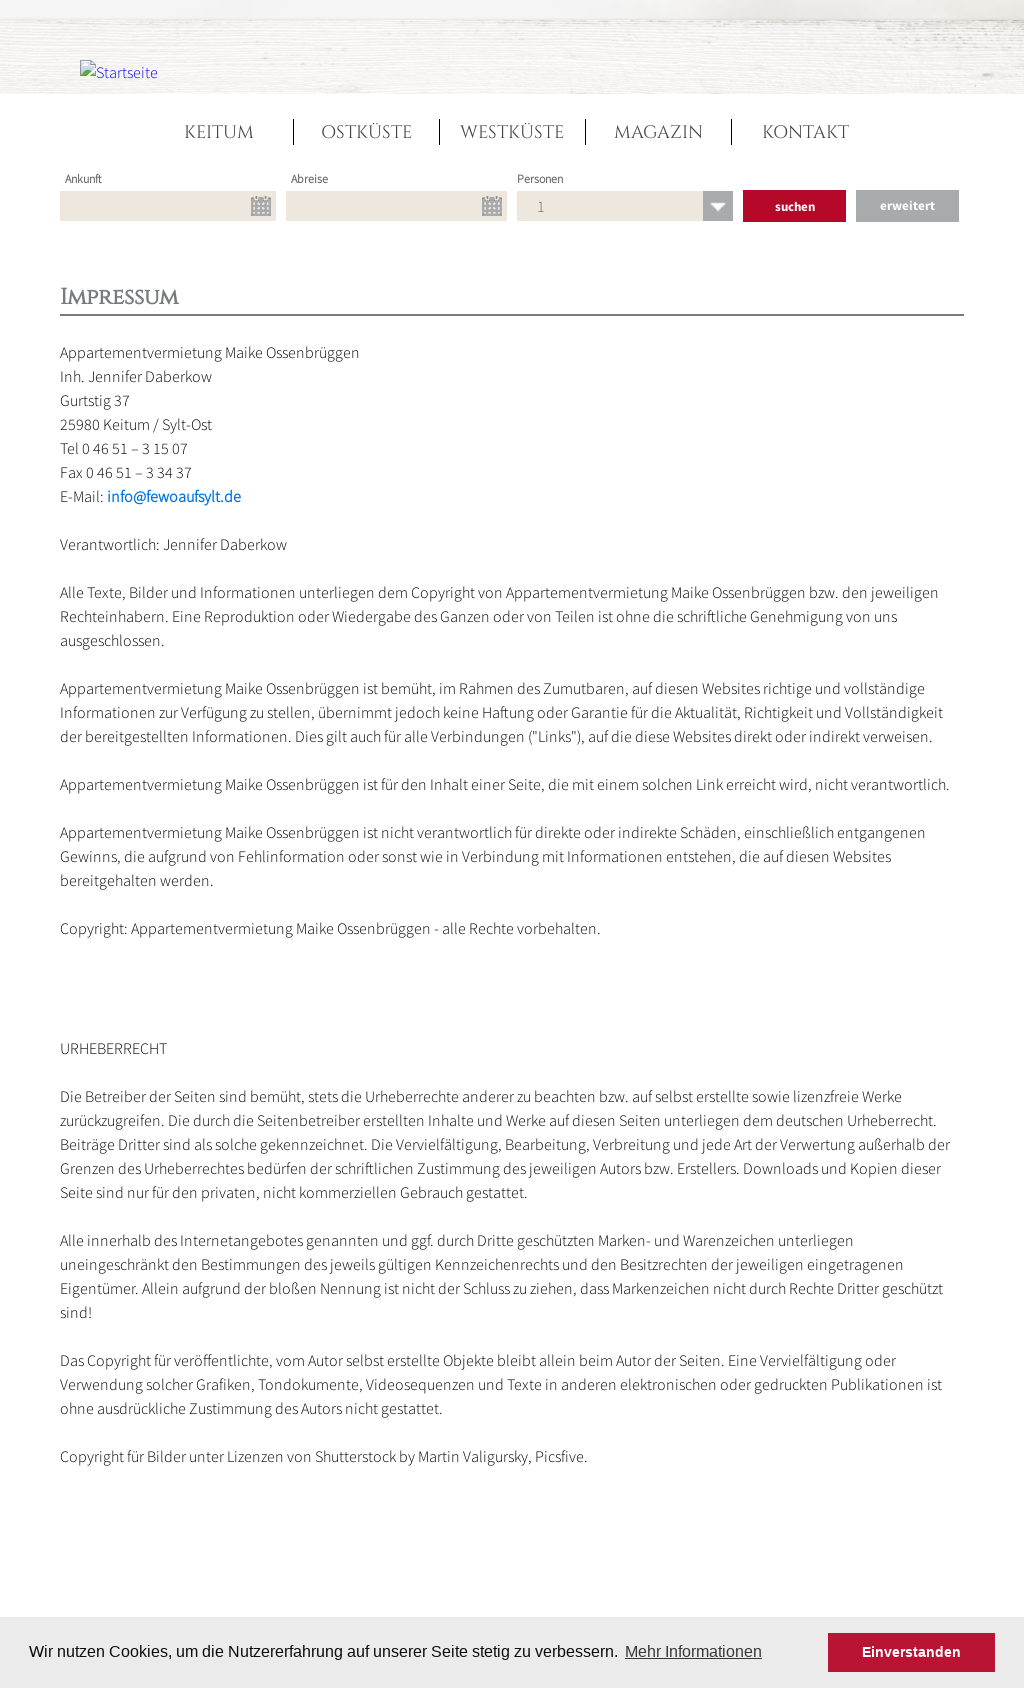 Startseite
KEITUM
OSTKÜSTE
WESTKÜSTE
MAGAZIN
KONTAKT
Ankunft
Abreise
Personen
1
suchen
erweitert
Impressum
Appartementvermietung Maike Ossenbrüggen
Inh. Jennifer Daberkow
Gurtstig 37
25980 Keitum / Sylt-Ost
Tel 0 46 51 – 3 15 07
Fax 0 46 51 – 3 34 37
E-Mail: info@fewoaufsylt.de
Verantwortlich: Jennifer Daberkow
Alle Texte, Bilder und Informationen unterliegen dem Copyright von Appartementvermietung Maike Ossenbrüggen bzw. den jeweiligen
Rechteinhabern. Eine Reproduktion oder Wiedergabe des Ganzen oder von Teilen ist ohne die schriftliche Genehmigung von uns
ausgeschlossen.
Appartementvermietung Maike Ossenbrüggen ist bemüht, im Rahmen des Zumutbaren, auf diesen Websites richtige und vollständige
Informationen zur Verfügung zu stellen, übernimmt jedoch keine Haftung oder Garantie für die Aktualität, Richtigkeit und Vollständigkeit
der bereitgestellten Informationen. Dies gilt auch für alle Verbindungen ("Links"), auf die diese Websites direkt oder indirekt verweisen.
Appartementvermietung Maike Ossenbrüggen ist für den Inhalt einer Seite, die mit einem solchen Link erreicht wird, nicht verantwortlich.
Appartementvermietung Maike Ossenbrüggen ist nicht verantwortlich für direkte oder indirekte Schäden, einschließlich entgangenen
Gewinns, die aufgrund von Fehlinformation oder sonst wie in Verbindung mit Informationen entstehen, die auf diesen Websites
bereitgehalten werden.
Copyright: Appartementvermietung Maike Ossenbrüggen - alle Rechte vorbehalten.
URHEBERRECHT
Die Betreiber der Seiten sind bemüht, stets die Urheberrechte anderer zu beachten bzw. auf selbst erstellte sowie lizenzfreie Werke
zurückzugreifen. Die durch die Seitenbetreiber erstellten Inhalte und Werke auf diesen Seiten unterliegen dem deutschen Urheberrecht.
Beiträge Dritter sind als solche gekennzeichnet. Die Vervielfältigung, Bearbeitung, Verbreitung und jede Art der Verwertung außerhalb der
Grenzen des Urheberrechtes bedürfen der schriftlichen Zustimmung des jeweiligen Autors bzw. Erstellers. Downloads und Kopien dieser
Seite sind nur für den privaten, nicht kommerziellen Gebrauch gestattet.
Alle innerhalb des Internetangebotes genannten und ggf. durch Dritte geschützten Marken- und Warenzeichen unterliegen
uneingeschränkt den Bestimmungen des jeweils gültigen Kennzeichenrechts und den Besitzrechten der jeweiligen eingetragenen
Eigentümer. Allein aufgrund der bloßen Nennung ist nicht der Schluss zu ziehen, dass Markenzeichen nicht durch Rechte Dritter geschützt
sind!
Das Copyright für veröffentlichte, vom Autor selbst erstellte Objekte bleibt allein beim Autor der Seiten. Eine Vervielfältigung oder
Verwendung solcher Grafiken, Tondokumente, Videosequenzen und Texte in anderen elektronischen oder gedruckten Publikationen ist
ohne ausdrückliche Zustimmung des Autors nicht gestattet.
Copyright für Bilder unter Lizenzen von Shutterstock by Martin Valigursky, Picsfive.
Wir nutzen Cookies, um die Nutzererfahrung auf unserer Seite stetig zu verbessern. Mehr Informationen
Einverstanden